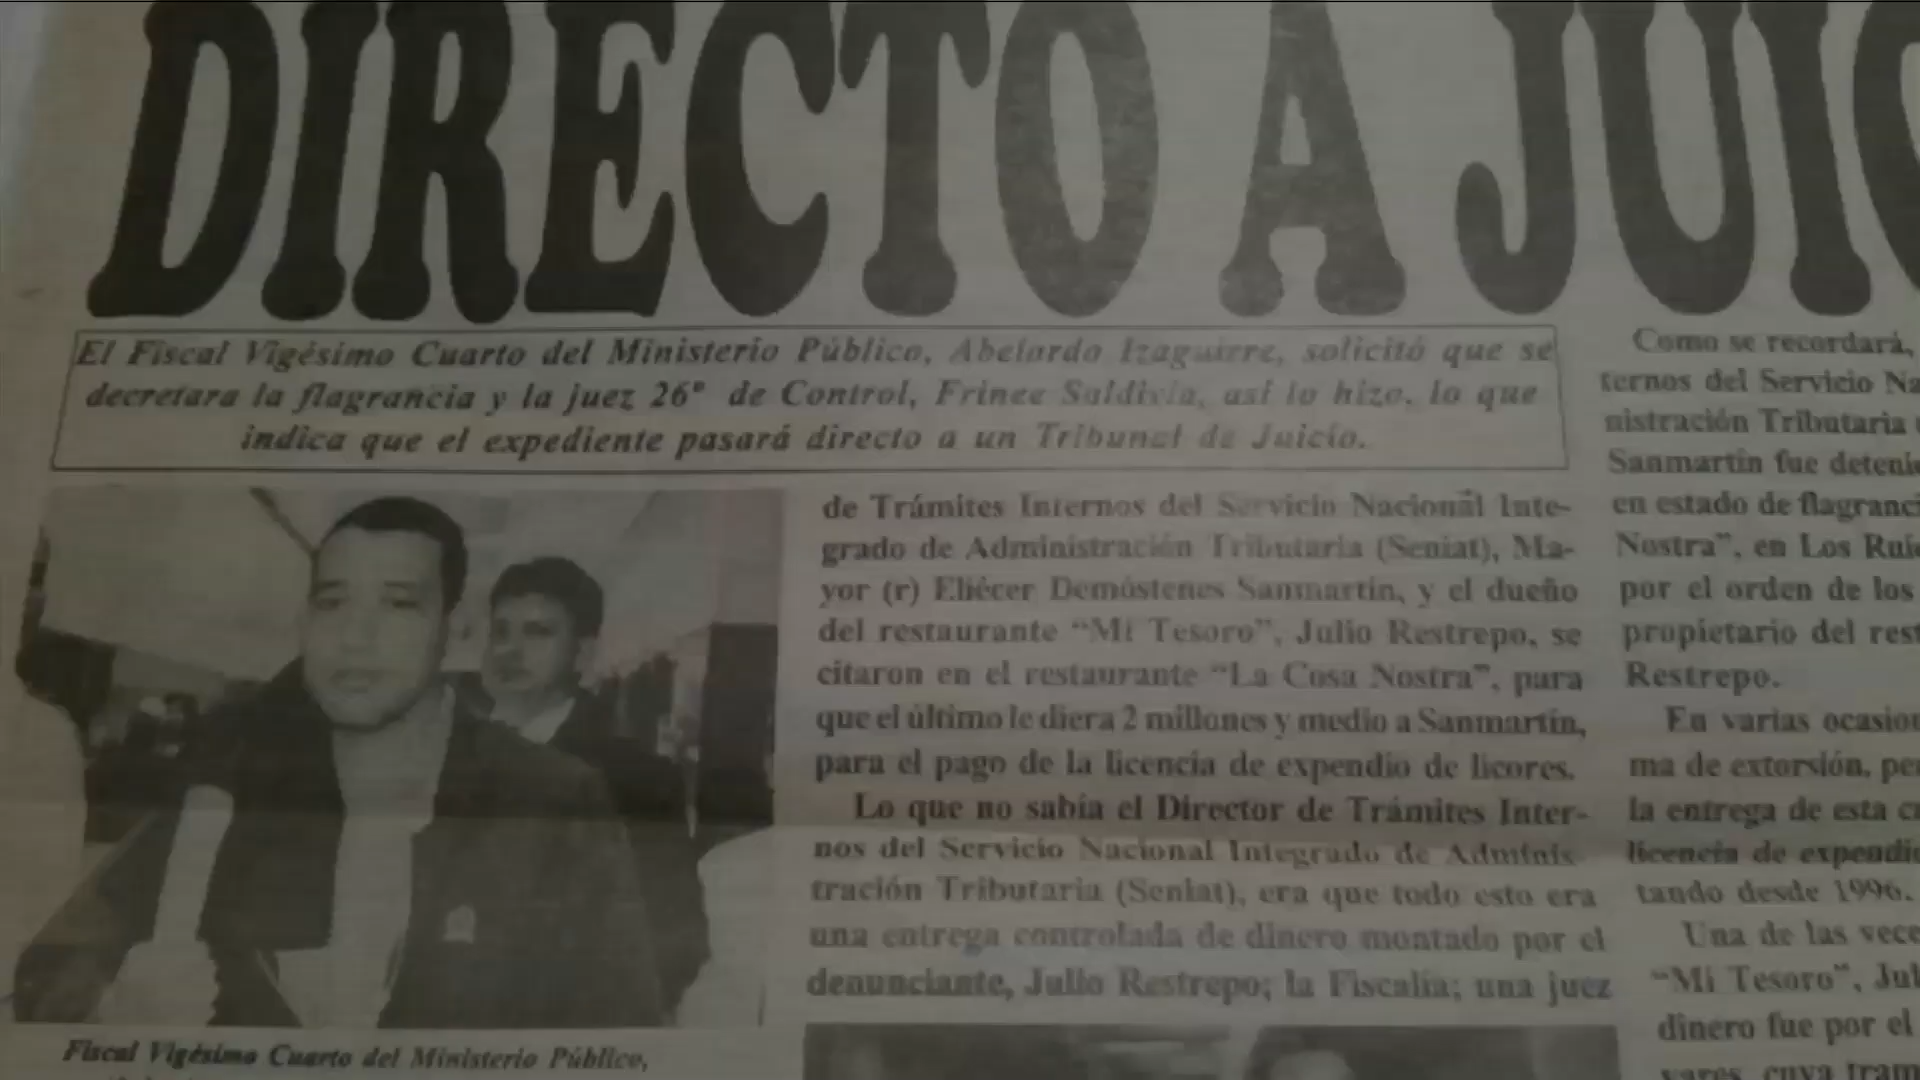 DIRECTO A JUIC
El Fiscal Vigésimo Cuarto del Ministerio Público, Abelardo Izaguirre, solicitó que se
decretara la flagrancia y la juez 26° de Control, Frinee Saldivia, así lo hizo, lo que
indica que el expediente pasará directo a un Tribunal de Juicio.
de Trámites Internos del Servicio Nacional Inte-
grado de Administración Tributaria (Seniat), Ma-
yor (r) Eliécer Demóstenes Sanmartín, y el dueño
del restaurante “Mi Tesoro”, Julio Restrepo, se
citaron en el restaurante “La Cosa Nostra”, para
que el último le diera 2 millones y medio a Sanmartín,
para el pago de la licencia de expendio de licores.
Lo que no sabía el Director de Trámites Inter-
nos del Servicio Nacional Integrado de Adminis-
tración Tributaria (Seniat), era que todo esto era
una entrega controlada de dinero montado por el
denunciante, Julio Restrepo; la Fiscalía; una juez
Como se recordará,
ternos del Servicio Na
nistración Tributaria
Sanmartín fue deteni
en estado de flagranci
Nostra”, en Los Ruí
por el orden de los
propietario del rest
Restrepo.
En varias ocasio
ma de extorsión, pe
la entrega de esta c
licencia de expendi
tando desde 1996.
Una de las vece
“Mi Tesoro”, Jul
dinero fue por el
vares, cuya tram
Fiscal Vigésimo Cuarto del Ministerio Público,